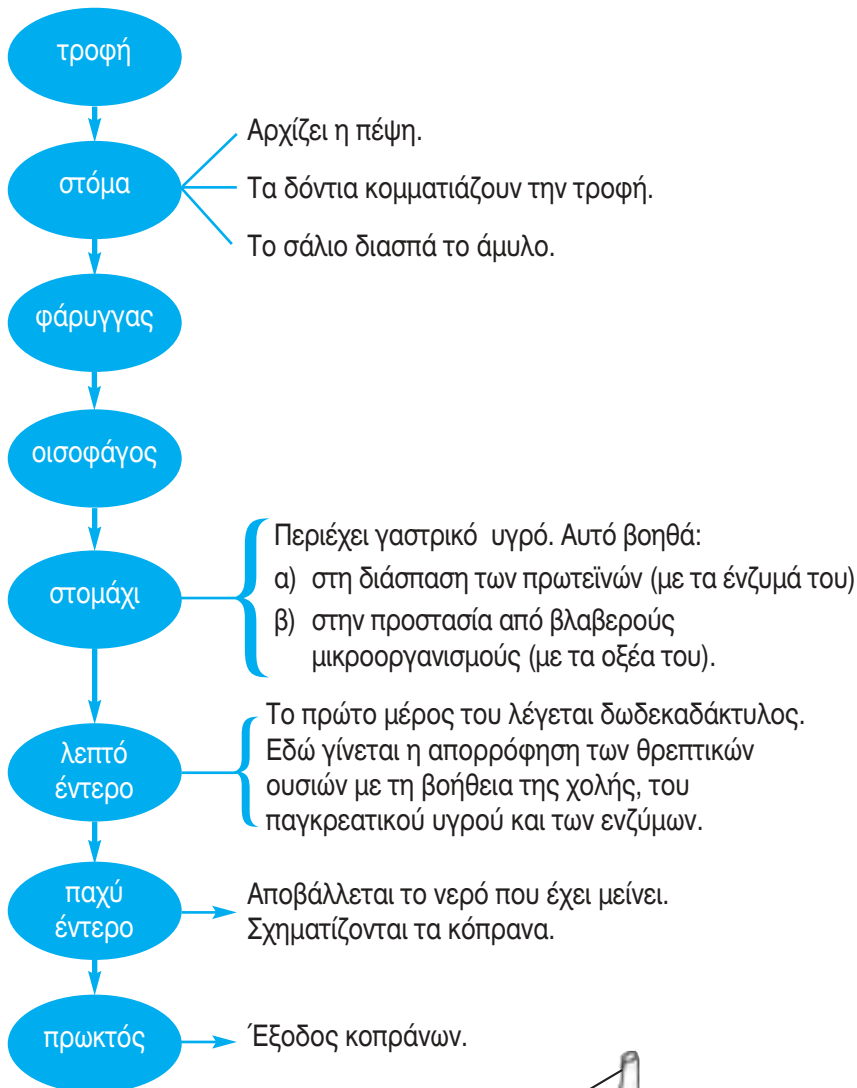 τροφή
στόμα
Αρχίζει η πέψη.
Τα δόντια κομματιάζουν την τροφή.
Το σάλιο διασπά το άμυλο.
φάρυγγας
οισοφάγος
στομάχι
Περιέχει γαστρικό υγρό. Αυτό βοηθά:
α) στη διάσπαση των πρωτεϊνών (με τα ένζυμά του)
β) στην προστασία από βλαβερούς
μικροοργανισμούς (με τα οξέα του).
λεπτό
έντερο
Το πρώτο μέρος του λέγεται δωδεκαδάκτυλος.
Εδώ γίνεται η απορρόφηση των θρεπτικών
ουσιών με τη βοήθεια της χολής, του
παγκρεατικού υγρού και των ενζύμων.
παχύ
έντερο
Αποβάλλεται το νερό που έχει μείνει.
Σχηματίζονται τα κόπρανα.
πρωκτός
Έξοδος κοπράνων.